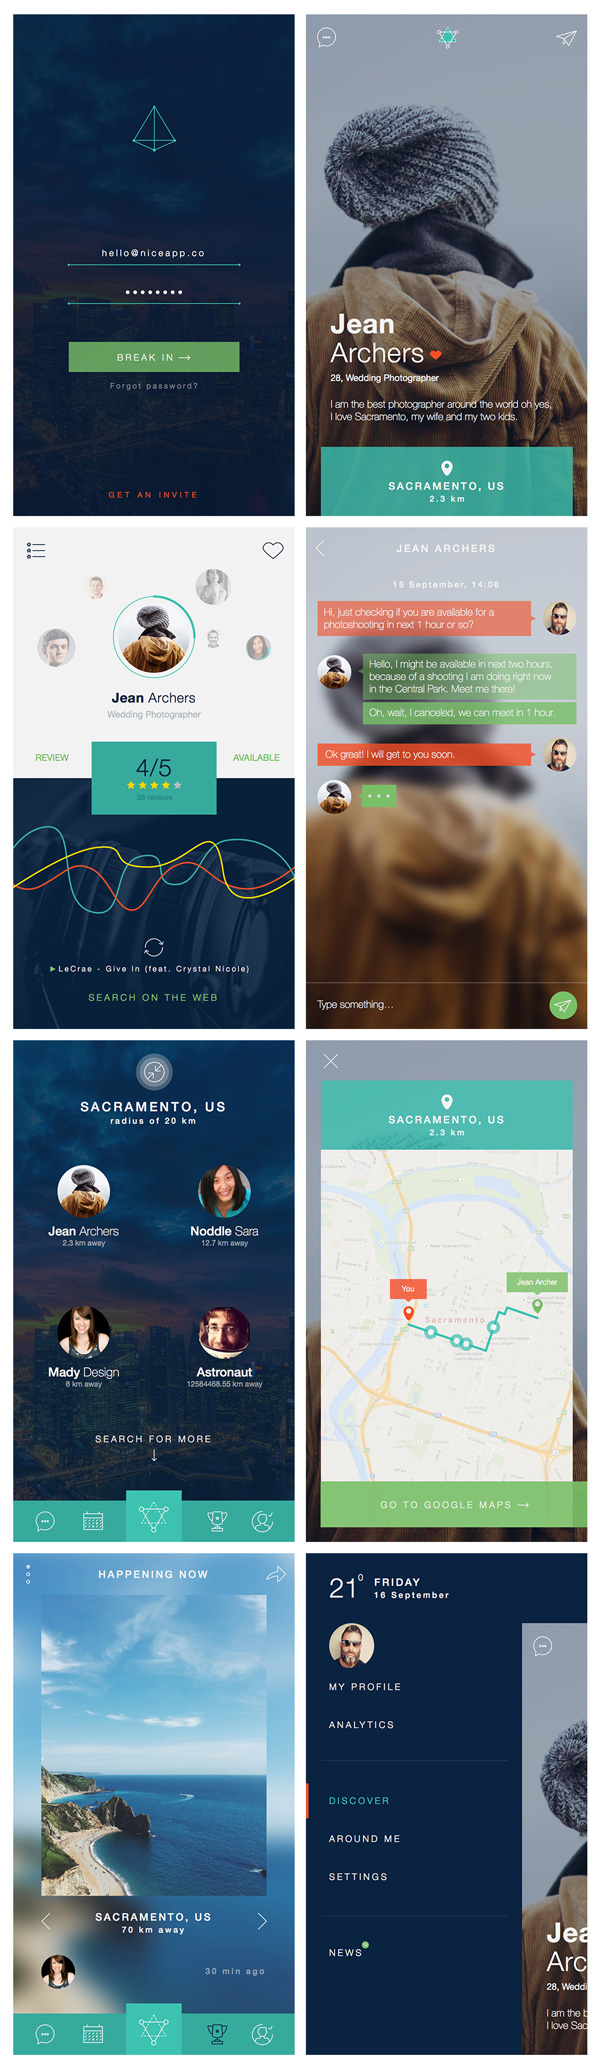 hello@niceapp.co
••••••••
BREAK IN →
Forgot password?
GET AN INVITE
Jean
Archers
28, Wedding Photographer
I am the best photographer around the world oh yes,
I love Sacramento, my wife and my two kids.
SACRAMENTO, US
2.3 km
Jean Archers
Wedding Photographer
REVIEW
4/5
AVAILABLE
36 reviews
LeCrae - Give In (feat. Crystal Nicole)
SEARCH ON THE WEB
JEAN ARCHERS
16 September, 14:06
Hi, just checking if you are available for a
photoshooting in next 1 hour or so?
Hello, I might be available in next two hours,
because of a shooting I am doing right now
in the Central Park. Meet me there!
Oh, wait, I canceled, we can meet in 1 hour.
Ok great! I will get to you soon.
Type something...
SACRAMENTO, US
radius of 20 km
Jean Archers
2.3 km away
Noddle Sara
12.7 km away
Mady Design
8 km away
Astronaut
12584468.55 km away
SEARCH FOR MORE
↓
SACRAMENTO, US
2.3 km
Jean Archer
You
Sacramento
GO TO GOOGLE MAPS →
HAPPENING NOW
SACRAMENTO, US
70 km away
30 min ago
21° FRIDAY
16 September
MY PROFILE
ANALYTICS
DISCOVER
AROUND ME
SETTINGS
NEWS
Jea
Arc
28, Weddi
I am the b
I love Sac